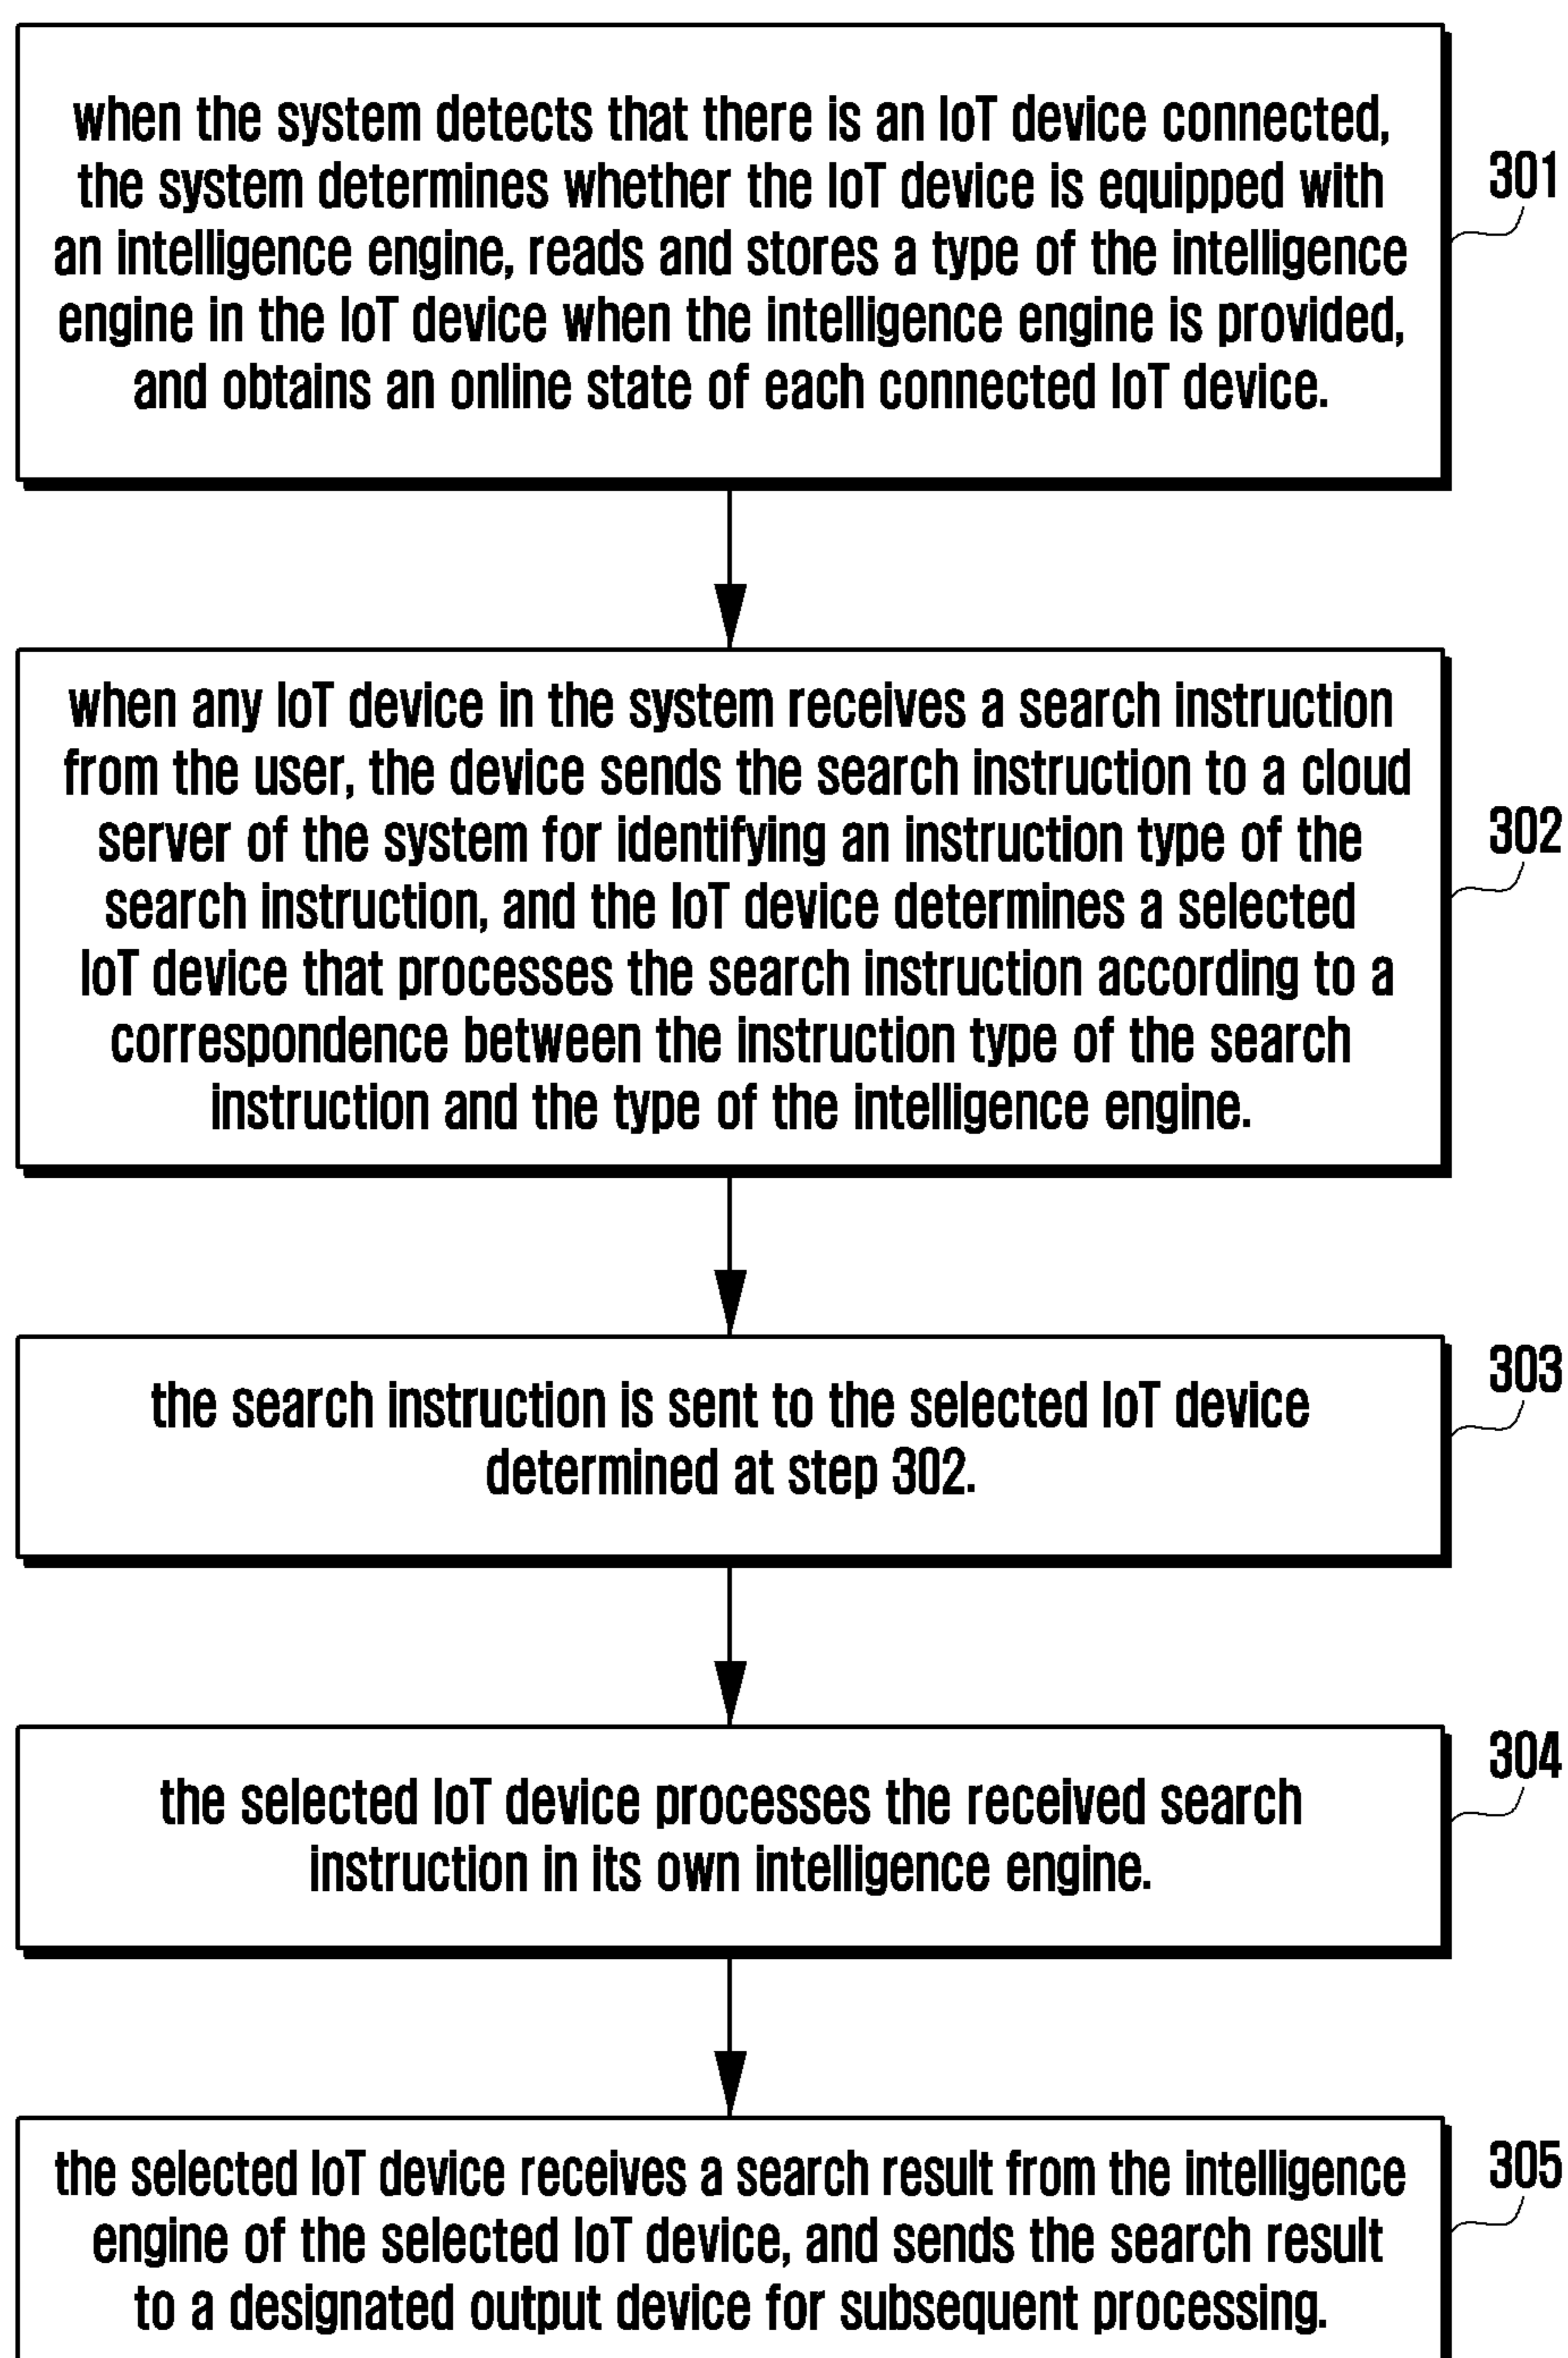 when the system detects that there is an IoT device connected,
the system determines whether the IoT device is equipped with
an intelligence engine, reads and stores a type of the intelligence
engine in the IoT device when the intelligence engine is provided,
and obtains an online state of each connected IoT device.
301
when any IoT device in the system receives a search instruction
from the user, the device sends the search instruction to a cloud
server of the system for identifying an instruction type of the
search instruction, and the IoT device determines a selected
IoT device that processes the search instruction according to a
correspondence between the instruction type of the search
instruction and the type of the intelligence engine.
302
the search instruction is sent to the selected IoT device
determined at step 302.
303
the selected IoT device processes the received search
instruction in its own intelligence engine.
304
the selected IoT device receives a search result from the intelligence
engine of the selected IoT device, and sends the search result
to a designated output device for subsequent processing.
305